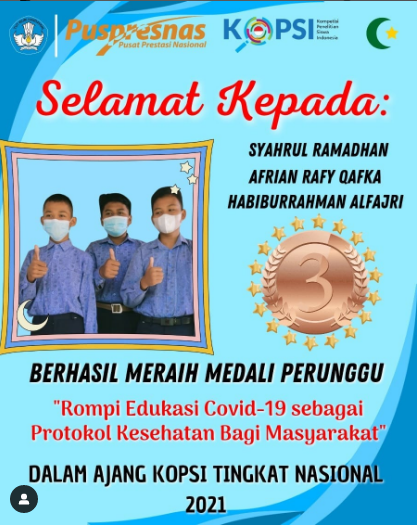 Puspresnas
Pusat Prestasi Nasional
KOPSI
Kompetisi
Penelitian
Siswa
Indonesia
Selamat Kepada:
SYAHRUL RAMADHAN
AFRIAN RAFY QAFKA
HABIBURRAHMAN ALFAJRI
3
BERHASIL MERAIH MEDALI PERUNGGU
"Rompi Edukasi Covid-19 sebagai
Protokol Kesehatan Bagi Masyarakat"
DALAM AJANG KOPSI TINGKAT NASIONAL
2021